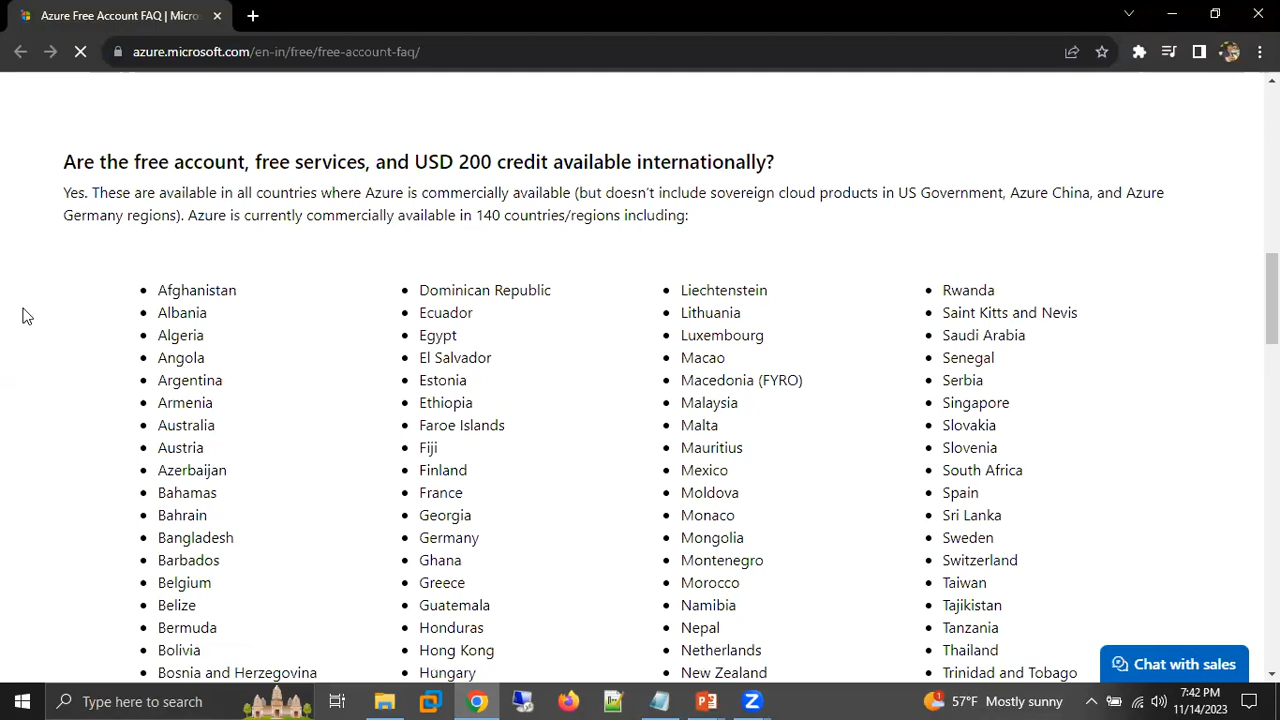 Azure Free Account FAQ | Micro
azure.microsoft.com/en-in/free/free-account-faq/
Are the free account, free services, and USD 200 credit available internationally?
Yes. These are available in all countries where Azure is commercially available (but doesn't include sovereign cloud products in US Government, Azure China, and Azure
Germany regions). Azure is currently commercially available in 140 countries/regions including:
Afghanistan
Albania
Algeria
Angola
Argentina
Armenia
Australia
Austria
Azerbaijan
Bahamas
Bahrain
Bangladesh
Barbados
Belgium
Belize
Bermuda
Bolivia
Bosnia and Herzegovina
Dominican Republic
Ecuador
Egypt
El Salvador
Estonia
Ethiopia
Faroe Islands
Fiji
Finland
France
Georgia
Germany
Ghana
Greece
Guatemala
Honduras
Hong Kong
Hungary
Liechtenstein
Lithuania
Luxembourg
Macao
Macedonia (FYRO)
Malaysia
Malta
Mauritius
Mexico
Moldova
Monaco
Mongolia
Montenegro
Morocco
Namibia
Nepal
Netherlands
New Zealand
Rwanda
Saint Kitts and Nevis
Saudi Arabia
Senegal
Serbia
Singapore
Slovakia
Slovenia
South Africa
Spain
Sri Lanka
Sweden
Switzerland
Taiwan
Tajikistan
Tanzania
Thailand
Trinidad and Tobago
Chat with sales
Type here to search
57°F Mostly sunny
7:42 PM
11/14/2023